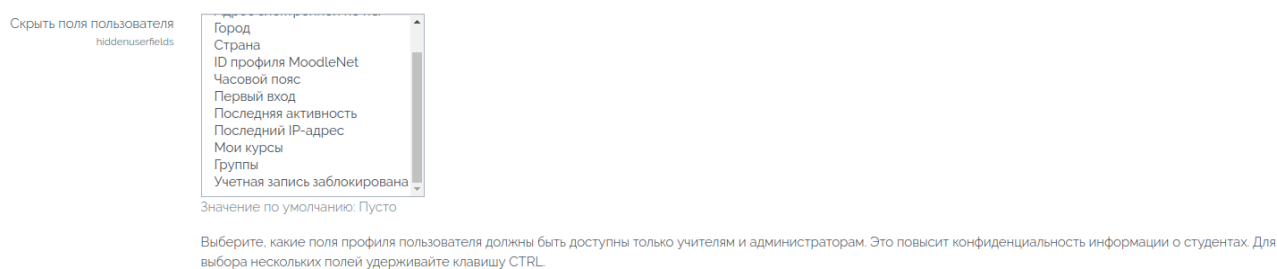 Скрыть поля пользователя
hiddenuserfields
Город
Страна
ID профиля MoodleNet
Часовой пояс
Первый вход
Последняя активность
Последний IP-адрес
Мои курсы
Группы
Учетная запись заблокирована
Значение по умолчанию: Пусто
Выберите, какие поля профиля пользователя должны быть доступны только учителям и администраторам. Это повысит конфиденциальность информации о студентах. Для
выбора нескольких полей удерживайте клавишу CTRL.